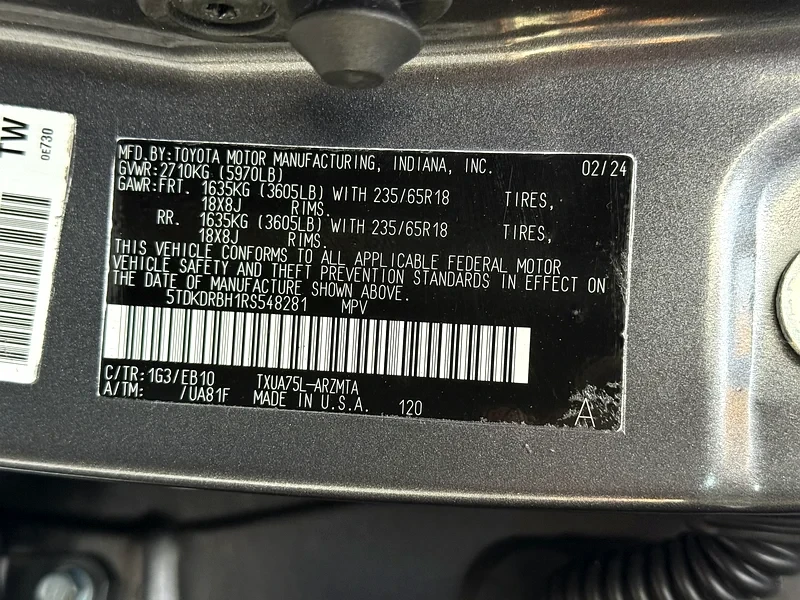 TW
0E730
MFD.BY:TOYOTA MOTOR MANUFACTURING, INDIANA, INC. 02/24
GVWR:2710KG (5970LB)
GAWR:FRT. 1635KG (3605LB) WITH 235/65R18 TIRES,
18X8J RIMS.
RR. 1635KG (3605LB) WITH 235/65R18 TIRES,
18X8J RIMS.
THIS VEHICLE CONFORMS TO ALL APPLICABLE FEDERAL MOTOR
VEHICLE SAFETY AND THEFT PREVENTION STANDARDS IN EFFECT ON
THE DATE OF MANUFACTURE SHOWN ABOVE.
5TDKDRBH1RS548281 MPV
C/TR:1G3/EB10 TXUA75L-ARZMTA
A/TM: /UA81F MADE IN U.S.A. 120
A